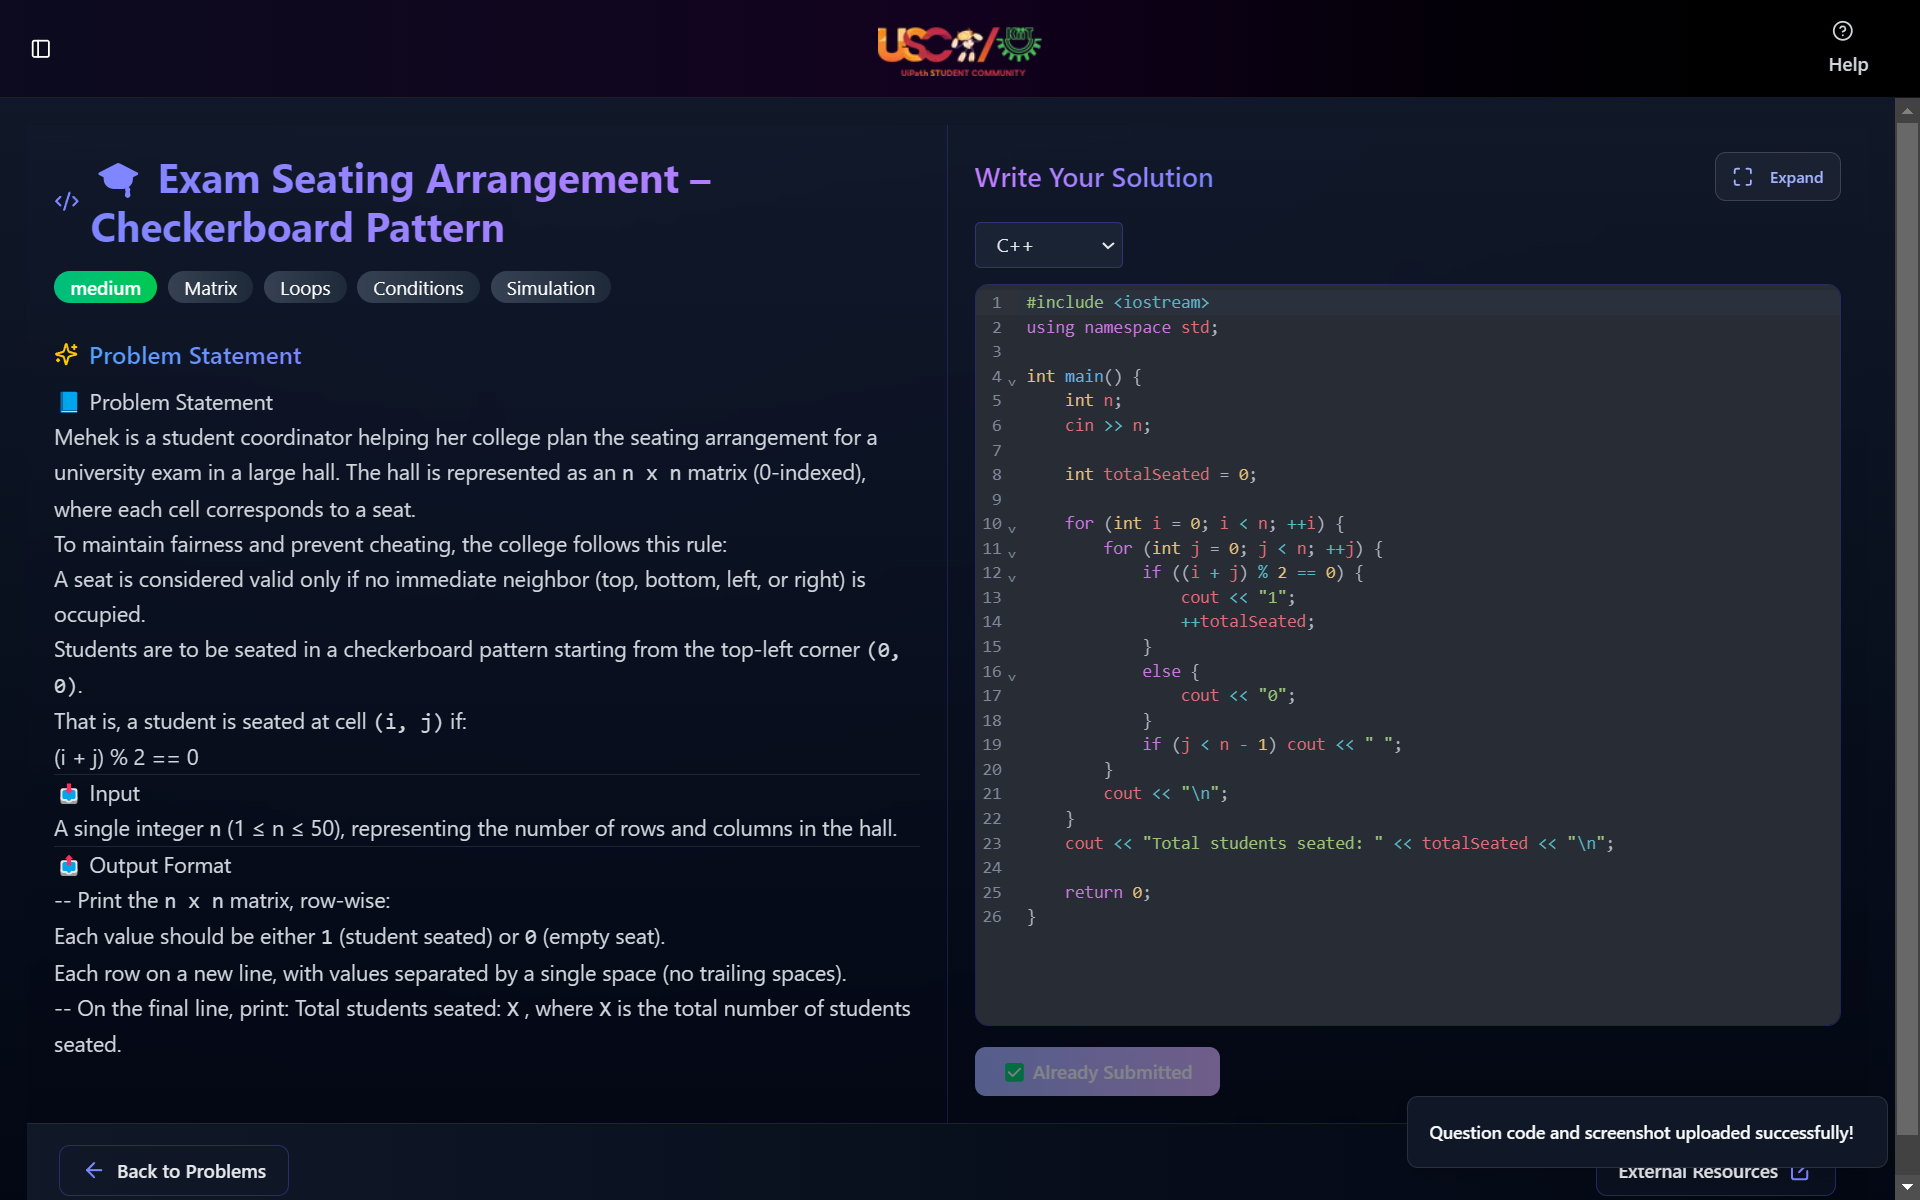 USC/
UiPath STUDENT COMMUNITY
Help
</> Exam Seating Arrangement –
Checkerboard Pattern
medium Matrix Loops Conditions Simulation
Problem Statement
Problem Statement
Mehek is a student coordinator helping her college plan the seating arrangement for a
university exam in a large hall. The hall is represented as an n x n matrix (0-indexed),
where each cell corresponds to a seat.
To maintain fairness and prevent cheating, the college follows this rule:
A seat is considered valid only if no immediate neighbor (top, bottom, left, or right) is
occupied.
Students are to be seated in a checkerboard pattern starting from the top-left corner (0,
0).
That is, a student is seated at cell (i, j) if:
(i + j) % 2 == 0
Input
A single integer n (1 ≤ n ≤ 50), representing the number of rows and columns in the hall.
Output Format
-- Print the n x n matrix, row-wise:
Each value should be either 1 (student seated) or 0 (empty seat).
Each row on a new line, with values separated by a single space (no trailing spaces).
-- On the final line, print: Total students seated: X , where X is the total number of students
seated.
Back to Problems
Write Your Solution
Expand
C++
1 #include <iostream>
2 using namespace std;
3
4 int main() {
5     int n;
6     cin >> n;
7
8     int totalSeated = 0;
9
10     for (int i = 0; i < n; ++i) {
11         for (int j = 0; j < n; ++j) {
12             if ((i + j) % 2 == 0) {
13                 cout << "1";
14                 ++totalSeated;
15             }
16             else {
17                 cout << "0";
18             }
19             if (j < n - 1) cout << " ";
20         }
21         cout << "\n";
22     }
23     cout << "Total students seated: " << totalSeated << "\n";
24
25     return 0;
26 }
Already Submitted
Question code and screenshot uploaded successfully!
External Resources